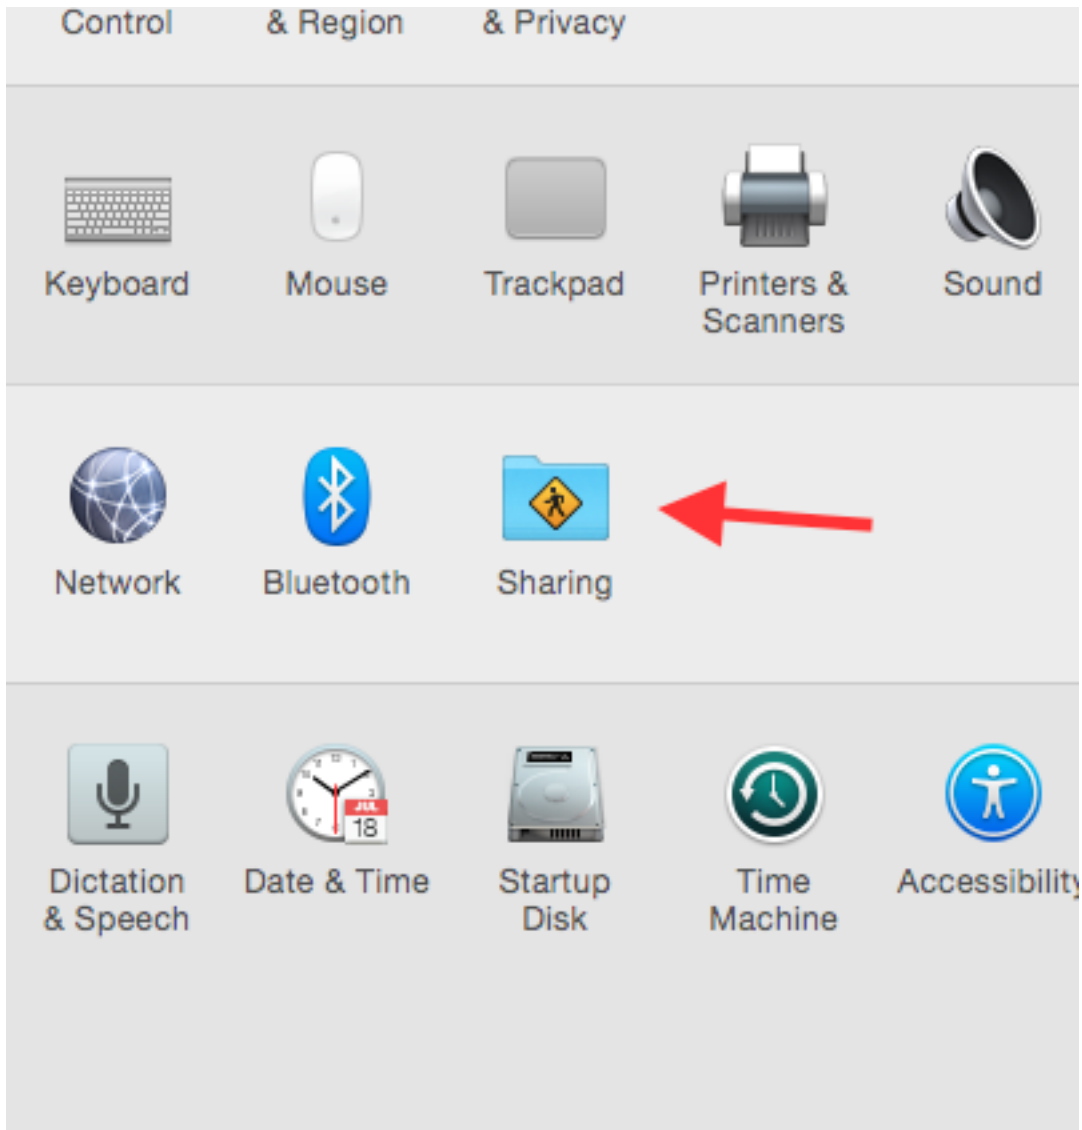 Control & Region & Privacy
Keyboard Mouse Trackpad Printers & Sound
Scanners
Network Bluetooth Sharing
JUL
18
Dictation Date & Time Startup Time Accessibility
& Speech Disk Machine